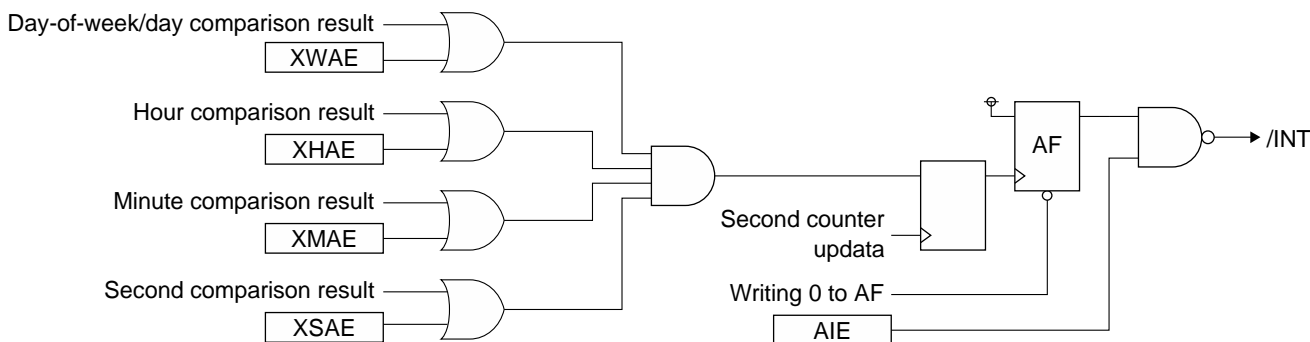 Day-of-week/day comparison result
XWAE
Hour comparison result
XHAE
Minute comparison result
XMAE
Second comparison result
XSAE
Second counter
updata
Writing 0 to AF
AIE
AF
/INT